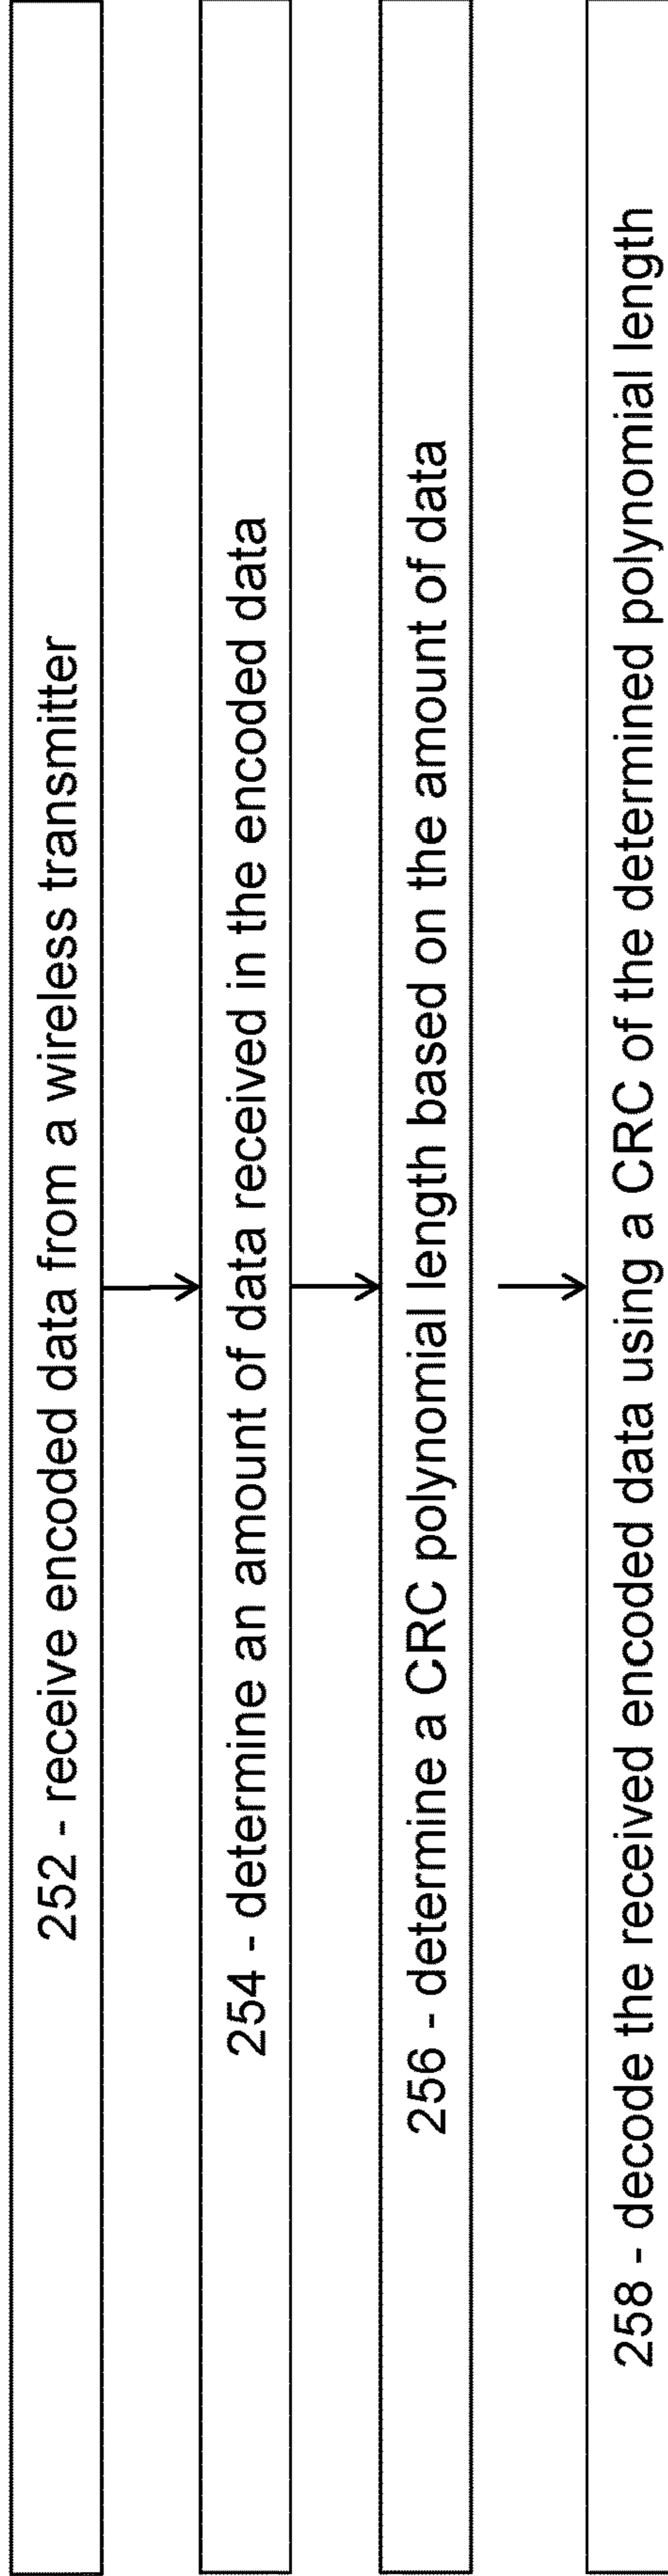 252 - receive encoded data from a wireless transmitter
254 - determine an amount of data received in the encoded data
256 - determine a CRC polynomial length based on the amount of data
258 - decode the received encoded data using a CRC of the determined polynomial length